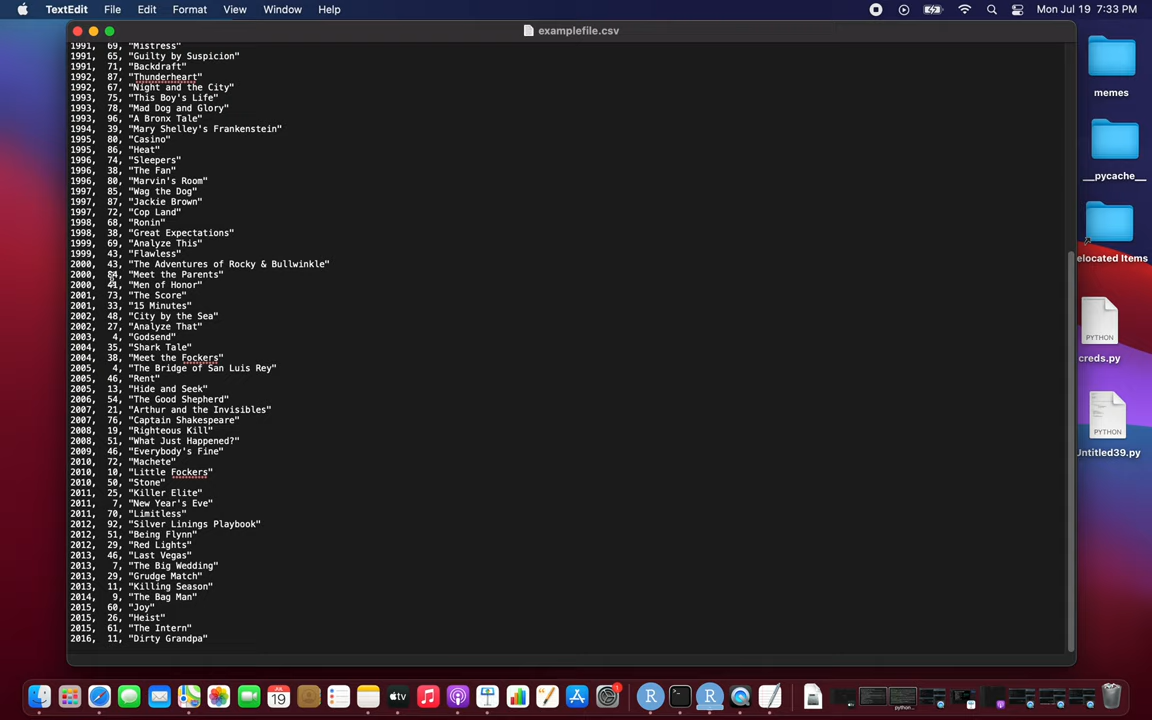 TextEdit File Edit Format View Window Help Mon Jul 19 7:33 PM
examplefile.csv
1991, 69, "Mistress"
1991, 65, "Guilty by Suspicion"
1991, 71, "Backdraft"
1992, 87, "Thunderheart"
1992, 67, "Night and the City"
1993, 75, "This Boy's Life"
1993, 78, "Mad Dog and Glory"
1993, 96, "A Bronx Tale"
1994, 39, "Mary Shelley's Frankenstein"
1995, 80, "Casino"
1995, 86, "Heat"
1996, 74, "Sleepers"
1996, 38, "The Fan"
1996, 80, "Marvin's Room"
1997, 85, "Wag the Dog"
1997, 87, "Jackie Brown"
1997, 72, "Cop Land"
1998, 68, "Ronin"
1998, 38, "Great Expectations"
1999, 69, "Analyze This"
1999, 43, "Flawless"
2000, 43, "The Adventures of Rocky & Bullwinkle"
2000, 84, "Meet the Parents"
2000, 41, "Men of Honor"
2001, 73, "The Score"
2001, 33, "15 Minutes"
2002, 48, "City by the Sea"
2002, 27, "Analyze That"
2003, 4, "Godsend"
2004, 35, "Shark Tale"
2004, 38, "Meet the Fockers"
2005, 4, "The Bridge of San Luis Rey"
2005, 46, "Rent"
2005, 13, "Hide and Seek"
2006, 54, "The Good Shepherd"
2007, 21, "Arthur and the Invisibles"
2007, 76, "Captain Shakespeare"
2008, 19, "Righteous Kill"
2008, 51, "What Just Happened?"
2009, 46, "Everybody's Fine"
2010, 72, "Machete"
2010, 10, "Little Fockers"
2010, 50, "Stone"
2011, 25, "Killer Elite"
2011, 7, "New Year's Eve"
2011, 70, "Limitless"
2012, 92, "Silver Linings Playbook"
2012, 51, "Being Flynn"
2012, 29, "Red Lights"
2013, 46, "Last Vegas"
2013, 7, "The Big Wedding"
2013, 29, "Grudge Match"
2013, 11, "Killing Season"
2014, 9, "The Bag Man"
2015, 60, "Joy"
2015, 26, "Heist"
2015, 61, "The Intern"
2016, 11, "Dirty Grandpa"
memes
__pycache__
elocated Items
PYTHON
creds.py
PYTHON
Untitled39.py
JUL
19
tv
R
R
1